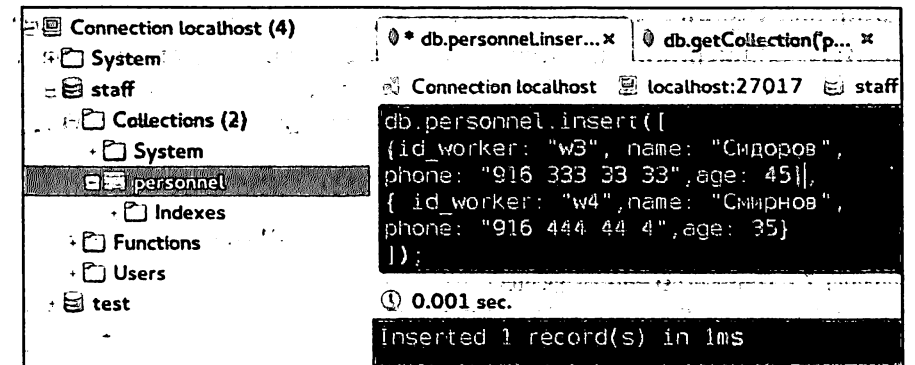 Connection localhost (4)
System
staff
Collections (2)
System
personnel
Indexes
Functions
Users
test
* db.personnel.inser... ×
db.getCollection('p... ×
Connection localhost
localhost:27017
staff
db.personnel.insert([
{id_worker: "w3", name: "Сидоров",
phone: "916 333 33 33",age: 45},
{ id_worker: "w4",name: "Смирнов",
phone: "916 444 44 4",age: 35}
]);
0.001 sec.
Inserted 1 record(s) in 1ms